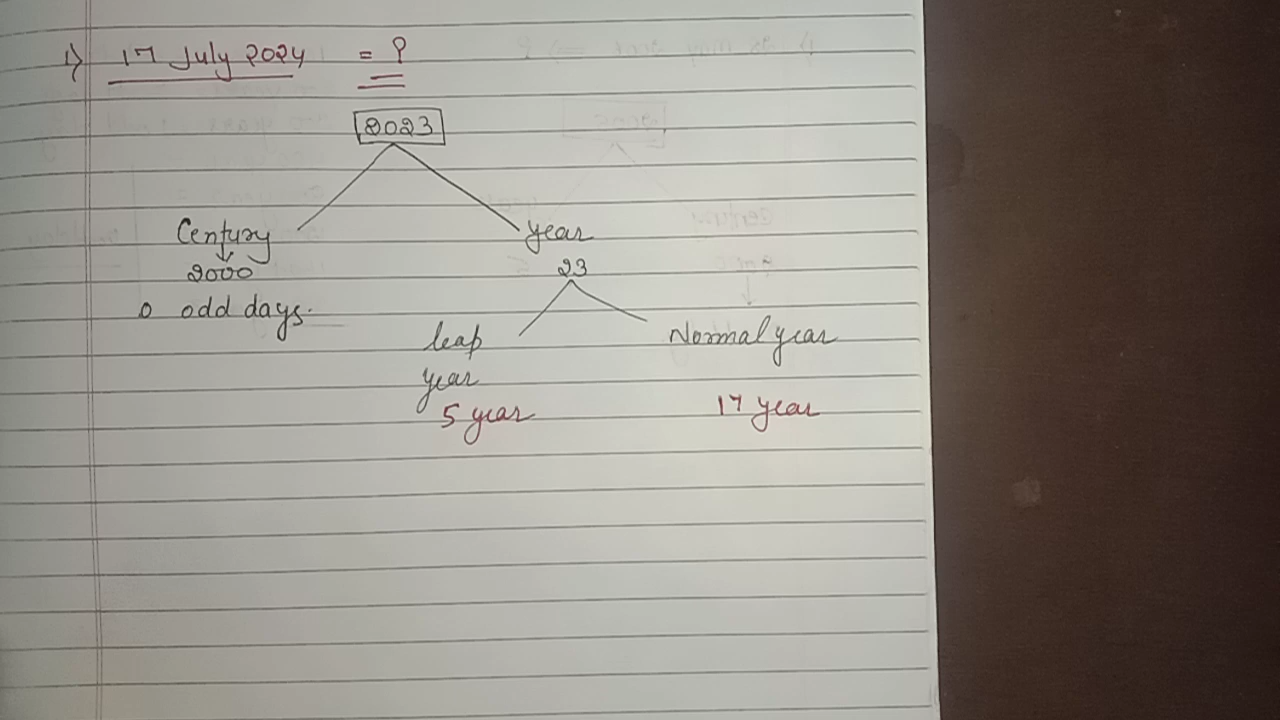 1) 17 July 2024 = ?
2023
Century year
2000 23
0 odd days.
leap Normal year
year
5 year 17 year